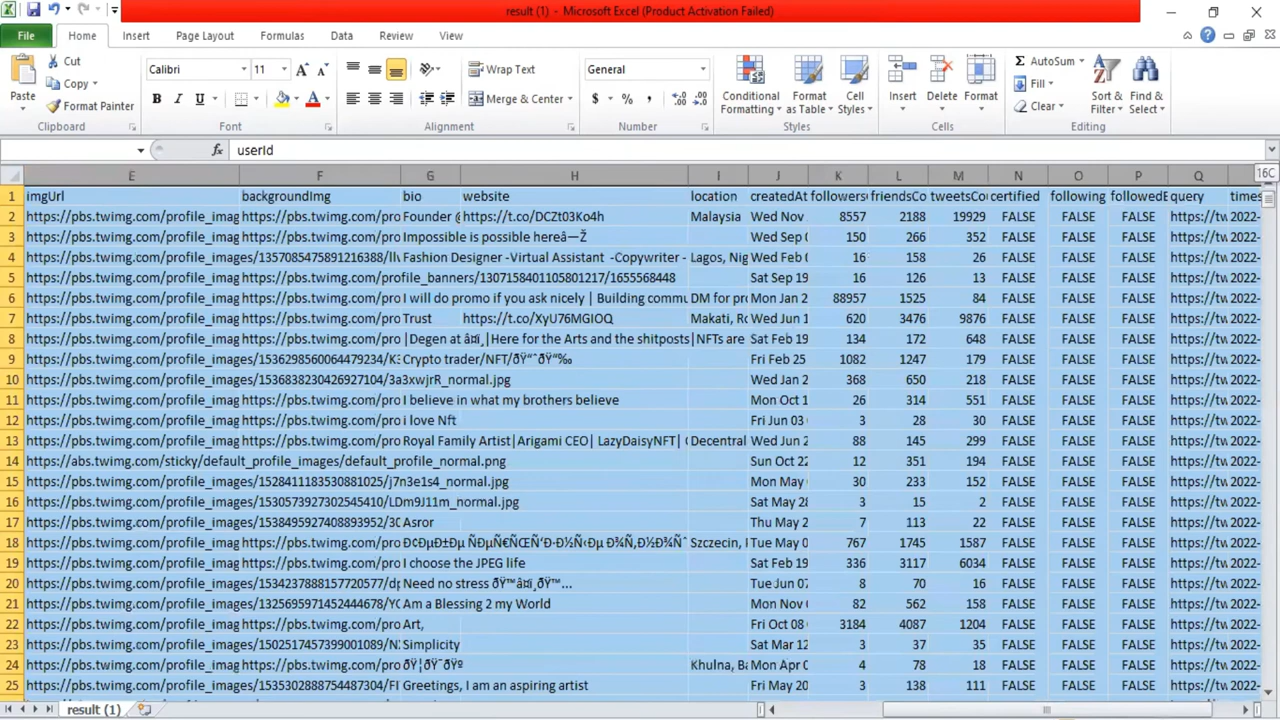 result (1) - Microsoft Excel (Product Activation Failed)
File Home Insert Page Layout Formulas Data Review View
Cut
Copy
Format Painter
Paste
Clipboard
Calibri 11
B I U
Font
Wrap Text
Merge & Center
Alignment
General
$ % ,
Number
Conditional Formatting
Format as Table
Cell Styles
Styles
Insert Delete Format
Cells
AutoSum
Fill
Clear
Sort & Filter
Find & Select
Editing
fx userId
E F G H I J K L M N O P Q R 16C
1 imgUrl backgroundImg bio website location createdAt followers friendsCo tweetsCou certified following followedB query times
2 https://pbs.twimg.com/profile_imag https://pbs.twimg.com/pro Founder @ https://t.co/DCZt03Ko4h Malaysia Wed Nov 8557 2188 19929 FALSE FALSE FALSE https://tw 2022-
3 https://pbs.twimg.com/profile_imag https://pbs.twimg.com/pro Impossible is possible hereâ—Ž Wed Sep 0 150 266 352 FALSE FALSE FALSE https://tw 2022-
4 https://pbs.twimg.com/profile_images/1357085475891216388/llv Fashion Designer -Virtual Assistant -Copywriter - Lagos, Nig Wed Feb 0 16 158 26 FALSE FALSE FALSE https://tw 2022-
5 https://pbs.twimg.com/profile_imag https://pbs.twimg.com/profile_banners/1307158401105801217/1655568448 Sat Sep 19 16 126 13 FALSE FALSE FALSE https://tw 2022-
6 https://pbs.twimg.com/profile_imag https://pbs.twimg.com/pro I will do promo if you ask nicely | Building commu DM for pro Mon Jan 2 88957 1525 84 FALSE FALSE FALSE https://tw 2022-
7 https://pbs.twimg.com/profile_imag https://pbs.twimg.com/pro Trust https://t.co/XyU76MGIOQ Makati, Re Wed Jun 1 620 3476 9876 FALSE FALSE FALSE https://tw 2022-
8 https://pbs.twimg.com/profile_imag https://pbs.twimg.com/pro |Degen at |Here for the Arts and the shitposts |NFTs are Sat Feb 19 134 172 648 FALSE FALSE FALSE https://tw 2022-
9 https://pbs.twimg.com/profile_images/1536298560064479234/K3 Crypto trader/NFT/ðŸ“ˆðŸ“‰ Fri Feb 25 1082 1247 179 FALSE FALSE FALSE https://tw 2022-
10 https://pbs.twimg.com/profile_images/1536838230426927104/3a3xwjrR_normal.jpg Wed Jan 2 368 650 218 FALSE FALSE FALSE https://tw 2022-
11 https://pbs.twimg.com/profile_imag https://pbs.twimg.com/pro I believe in what my brothers believe Mon Oct 1 26 314 551 FALSE FALSE FALSE https://tw 2022-
12 https://pbs.twimg.com/profile_imag https://pbs.twimg.com/pro i love Nft Fri Jun 03 3 28 30 FALSE FALSE FALSE https://tw 2022-
13 https://pbs.twimg.com/profile_imag https://pbs.twimg.com/pro Royal Family Artist|Arigami CEO| LazyDaisyNFT| Decentral Wed Jun 2 88 145 299 FALSE FALSE FALSE https://tw 2022-
14 https://abs.twimg.com/sticky/default_profile_images/default_profile_normal.png Sun Oct 22 12 351 194 FALSE FALSE FALSE https://tw 2022-
15 https://pbs.twimg.com/profile_images/1528411183530881025/j7n3e1s4_normal.jpg Mon May 30 233 152 FALSE FALSE FALSE https://tw 2022-
16 https://pbs.twimg.com/profile_images/1530573927302545410/LDm9J11m_normal.jpg Sat May 28 3 15 2 FALSE FALSE FALSE https://tw 2022-
17 https://pbs.twimg.com/profile_images/1538495927408893952/30 Asror Thu May 2 7 113 22 FALSE FALSE FALSE https://tw 2022-
18 https://pbs.twimg.com/profile_imag https://pbs.twimg.com/pro Szczecin, Tue May 0 767 1745 1587 FALSE FALSE FALSE https://tw 2022-
19 https://pbs.twimg.com/profile_imag https://pbs.twimg.com/pro I choose the JPEG life Sat Feb 19 336 3117 6034 FALSE FALSE FALSE https://tw 2022-
20 https://pbs.twimg.com/profile_images/1534237888157720577/dp Need no stress Tue Jun 07 8 70 16 FALSE FALSE FALSE https://tw 2022-
21 https://pbs.twimg.com/profile_images/1325695971452444678/YC Am a Blessing 2 my World Mon Nov 82 562 158 FALSE FALSE FALSE https://tw 2022-
22 https://pbs.twimg.com/profile_imag https://pbs.twimg.com/pro Art, Fri Oct 08 3184 4087 1204 FALSE FALSE FALSE https://tw 2022-
23 https://pbs.twimg.com/profile_images/1502517457399001089/N Simplicity Sat Mar 12 3 37 35 FALSE FALSE FALSE https://tw 2022-
24 https://pbs.twimg.com/profile_imag https://pbs.twimg.com/pro Khulna, Ba Mon Apr 0 4 78 18 FALSE FALSE FALSE https://tw 2022-
25 https://pbs.twimg.com/profile_images/1535302888754487304/FI Greetings, I am an aspiring artist Fri May 20 3 138 111 FALSE FALSE FALSE https://tw 2022-
result (1)